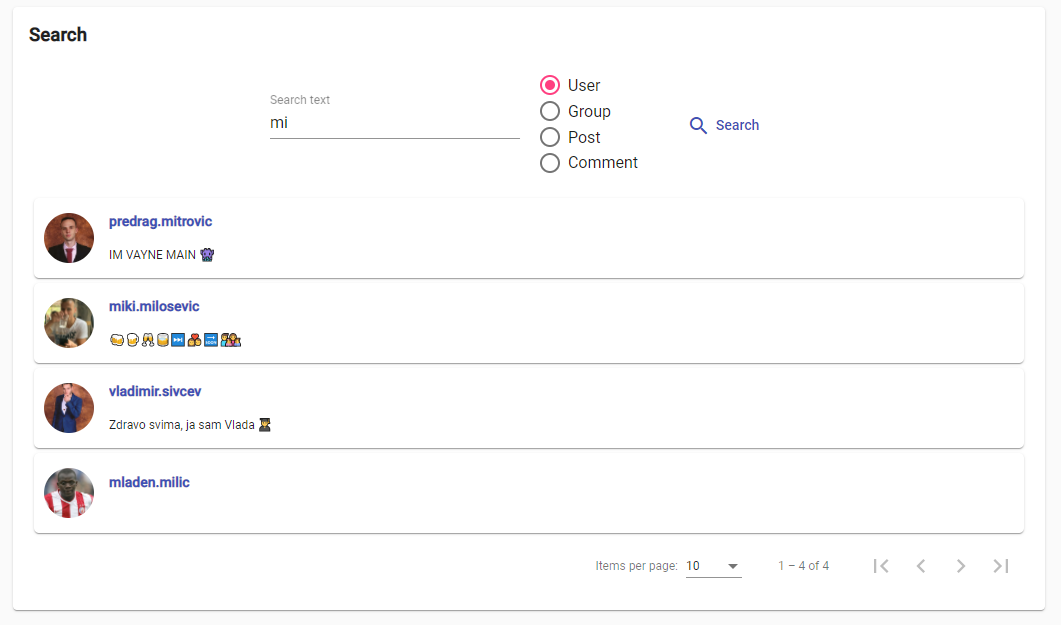 Search
Search text
mi
User
Group
Post
Comment
Search
predrag.mitrovic
IM VAYNE MAIN
miki.milosevic
vladimir.sivcev
Zdravo svima, ja sam Vlada
mladen.milic
Items per page: 10
1 – 4 of 4